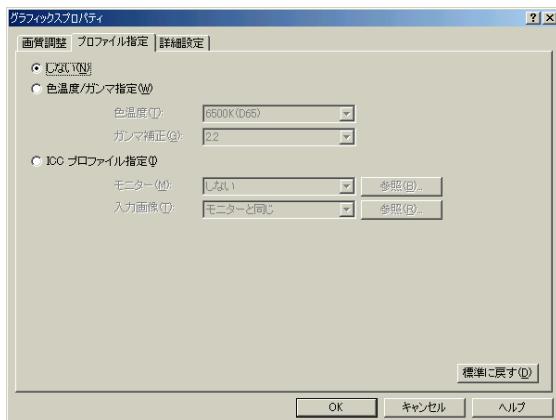 グラフィックスプロパティ
画質調整 プロファイル指定 詳細設定
しない(N)
色温度/ガンマ指定(W)
色温度(T): 6500K(D65)
ガンマ補正(G): 2.2
ICC プロファイル指定(I)
モニター(M): しない 参照(B)...
入力画像(T): モニターと同じ 参照(R)...
標準に戻す(D)
OK キャンセル ヘルプ